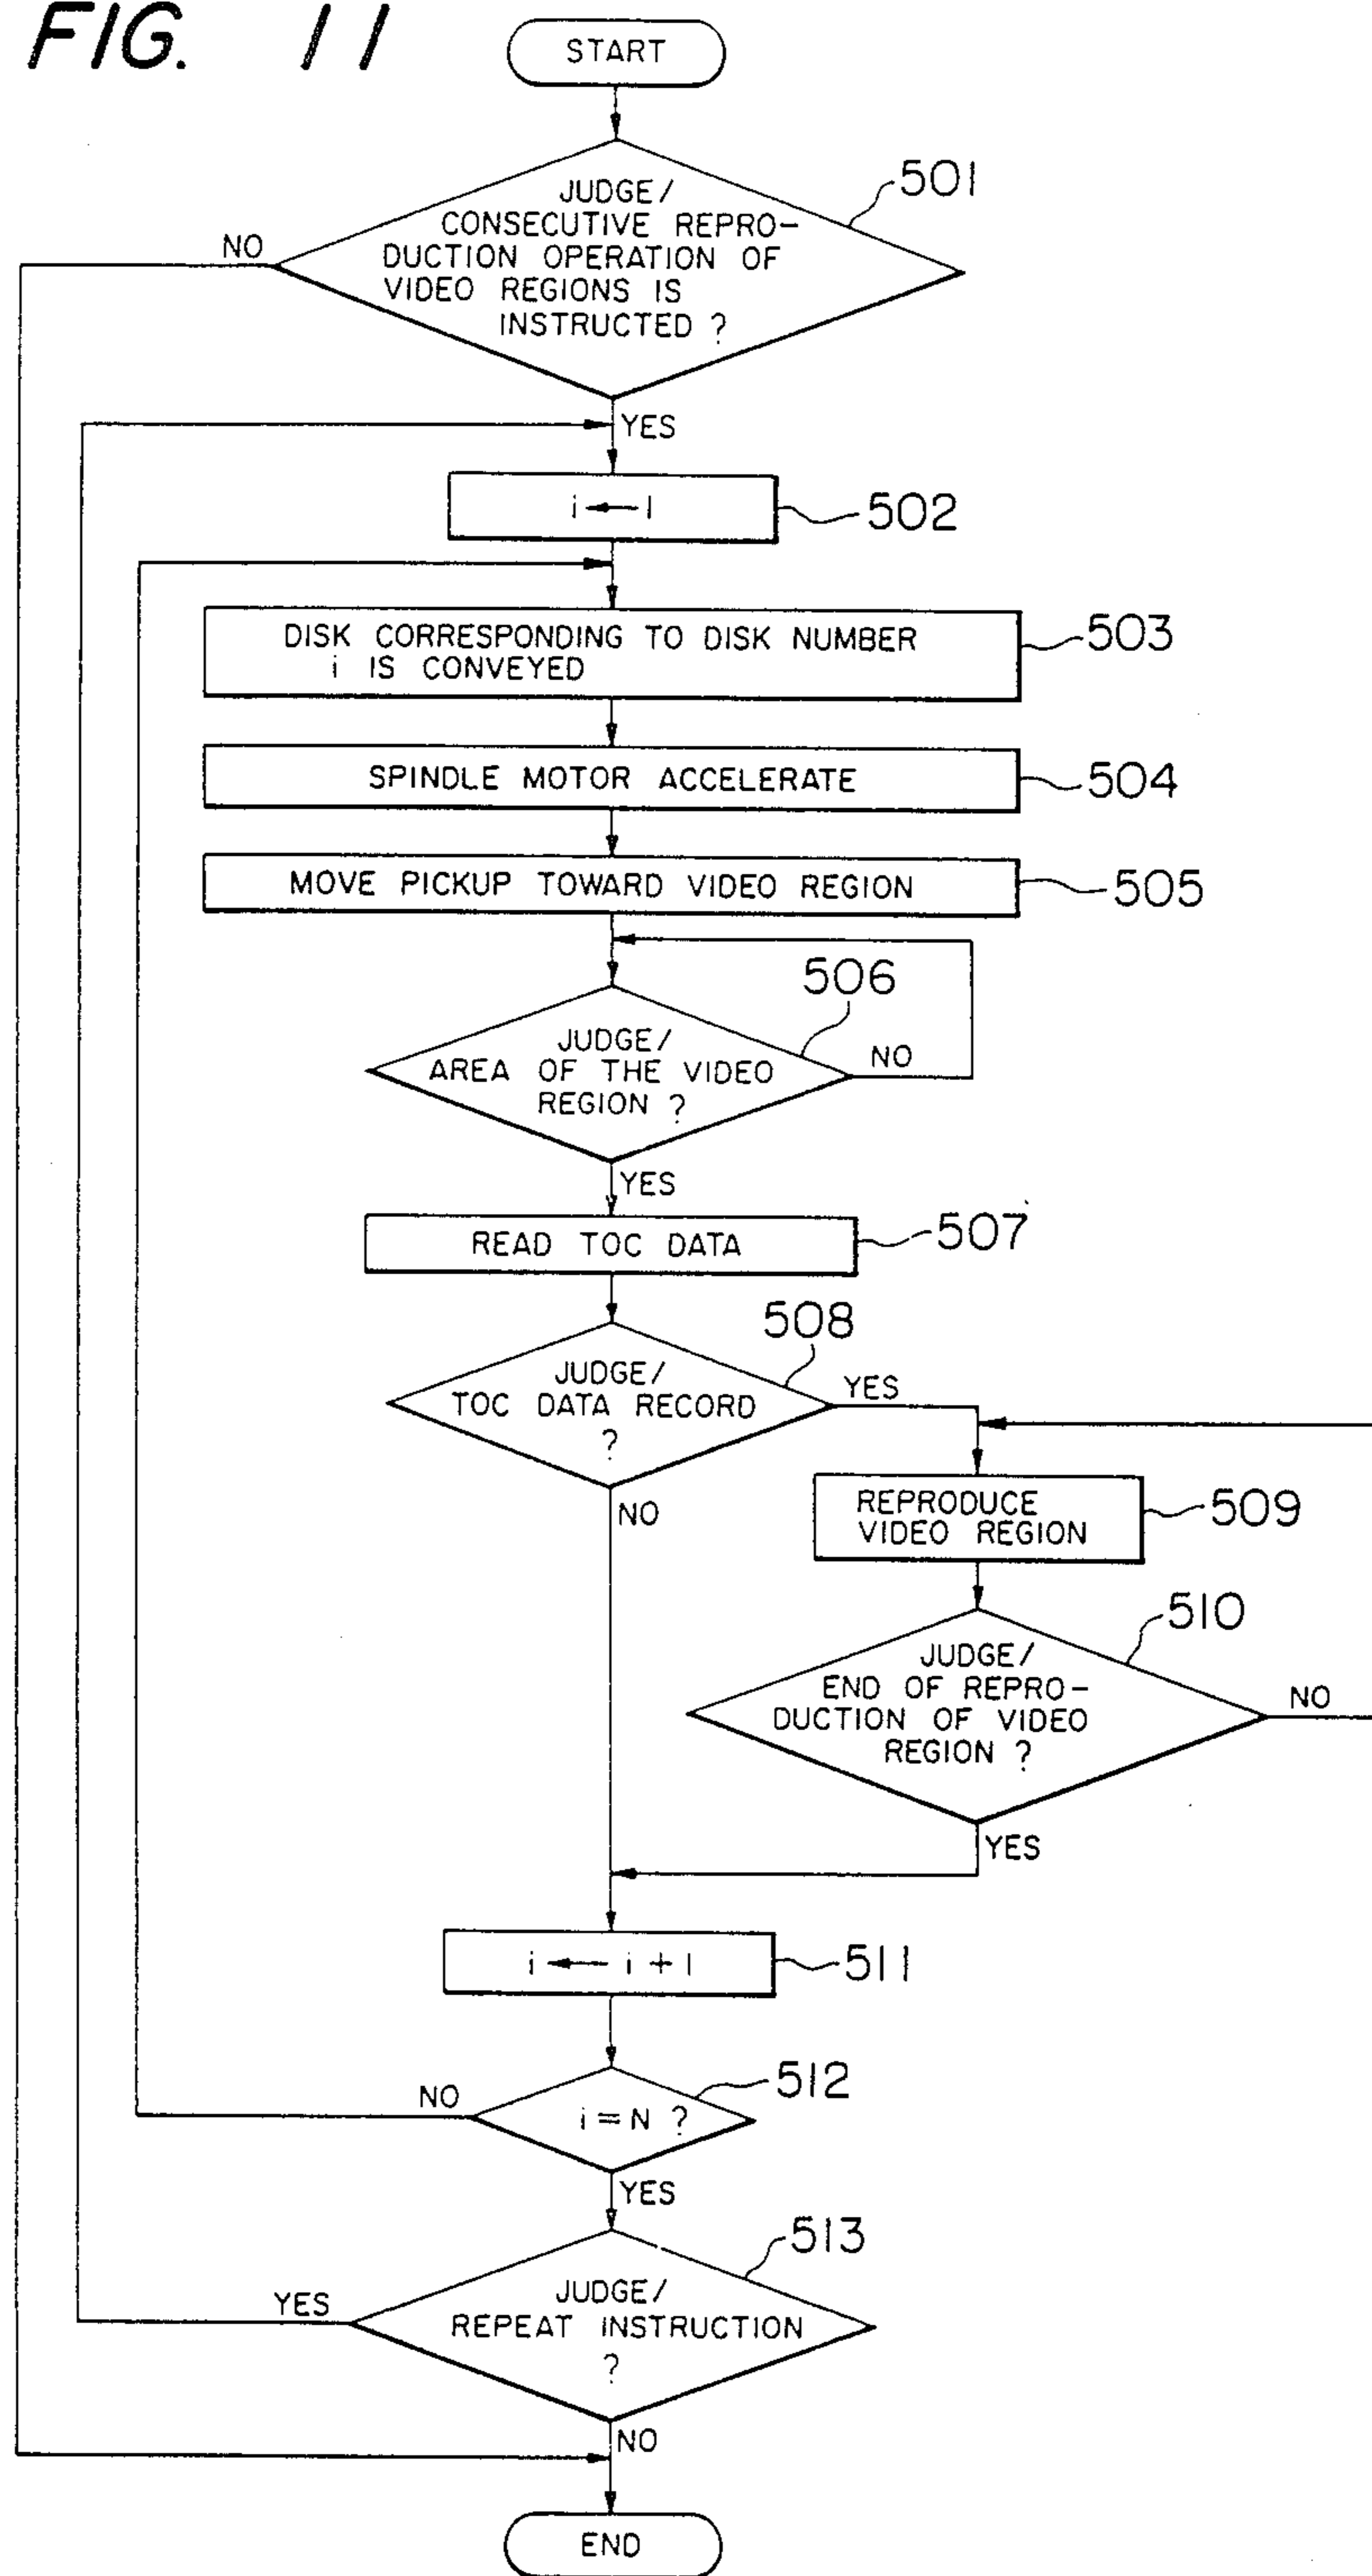 FIG. 11
START
JUDGE/
CONSECUTIVE REPRO-
DUCTION OPERATION OF
VIDEO REGIONS IS
INSTRUCTED ?
501
NO
YES
i ← 1
502
DISK CORRESPONDING TO DISK NUMBER
i IS CONVEYED
503
SPINDLE MOTOR ACCELERATE
504
MOVE PICKUP TOWARD VIDEO REGION
505
506
JUDGE/
AREA OF THE VIDEO
REGION ?
NO
YES
READ TOC DATA
507
508
JUDGE/
TOC DATA RECORD
?
YES
NO
REPRODUCE
VIDEO REGION
509
510
JUDGE/
END OF REPRO-
DUCTION OF VIDEO
REGION ?
NO
YES
i ← i + 1
511
512
NO
i = N ?
YES
513
YES
JUDGE/
REPEAT INSTRUCTION
?
NO
END